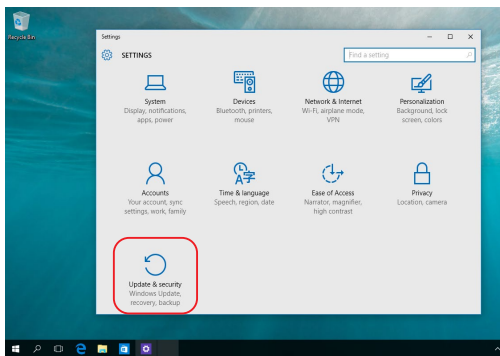 Recycle Bin
Settings
SETTINGS
Find a setting
System
Display, notifications,
apps, power
Devices
Bluetooth, printers,
mouse
Network & Internet
Wi-Fi, airplane mode,
VPN
Personalization
Background, lock
screen, colors
Accounts
Your account, sync
settings, work, family
Time & language
Speech, region, date
Ease of Access
Narrator, magnifier,
high contrast
Privacy
Location, camera
Update & security
Windows Update,
recovery, backup